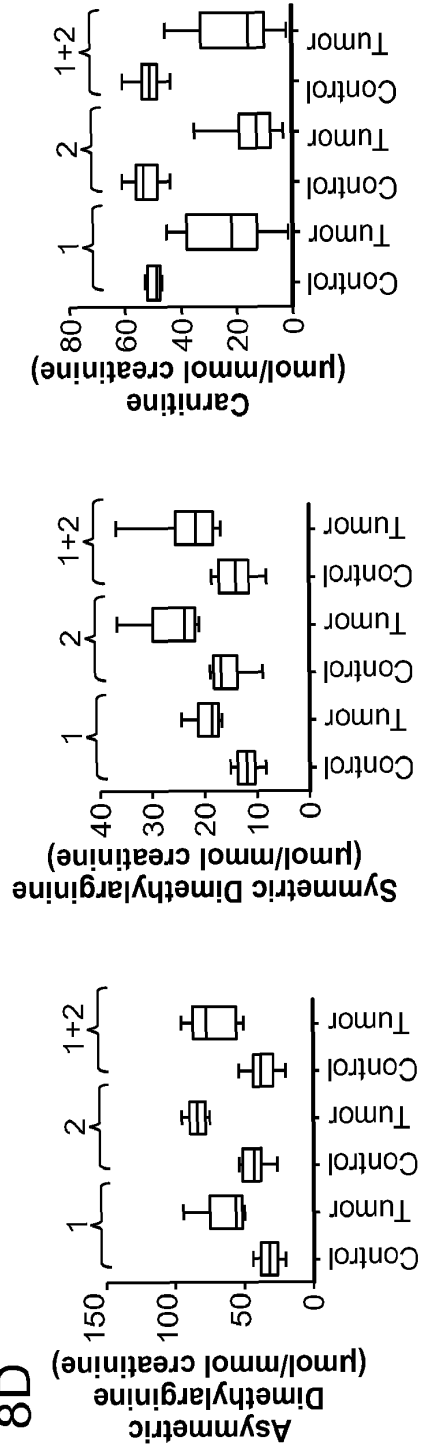 8D
Asymmetric
Dimethylarginine
(µmol/mmol creatinine)
150
100
50
0
1
2
1+2
Control
Tumor
Control
Tumor
Control
Tumor
Symmetric Dimethylarginine
(µmol/mmol creatinine)
40
30
20
10
0
1
2
1+2
Control
Tumor
Control
Tumor
Control
Tumor
Carnitine
(µmol/mmol creatinine)
80
60
40
20
0
1
2
1+2
Control
Tumor
Control
Tumor
Control
Tumor